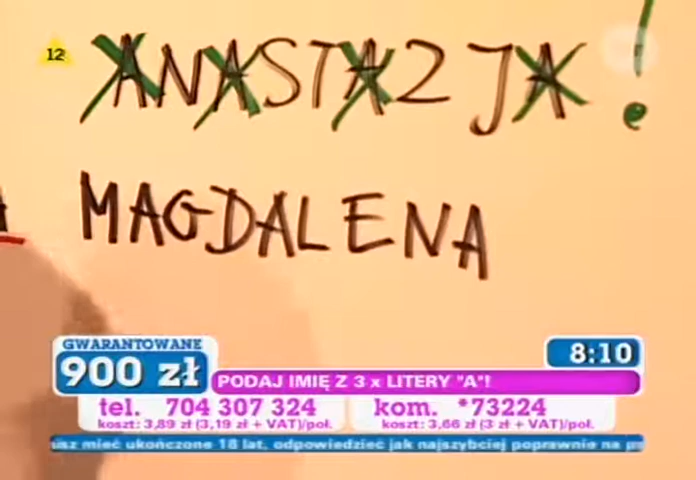 12
ANASTAZJA!
MAGDALENA
GWARANTOWANE
900 zł
8:10
PODAJ IMIĘ Z 3 x LITERY "A"!
tel. 704 307 324
koszt: 3,89 zł (3,19 zł + VAT)/poł.
kom. *73224
koszt: 3,66 zł (3 zł + VAT)/poł.
mieć ukończone 18 lat, odpowiedzieć jak najszybciej poprawnie na